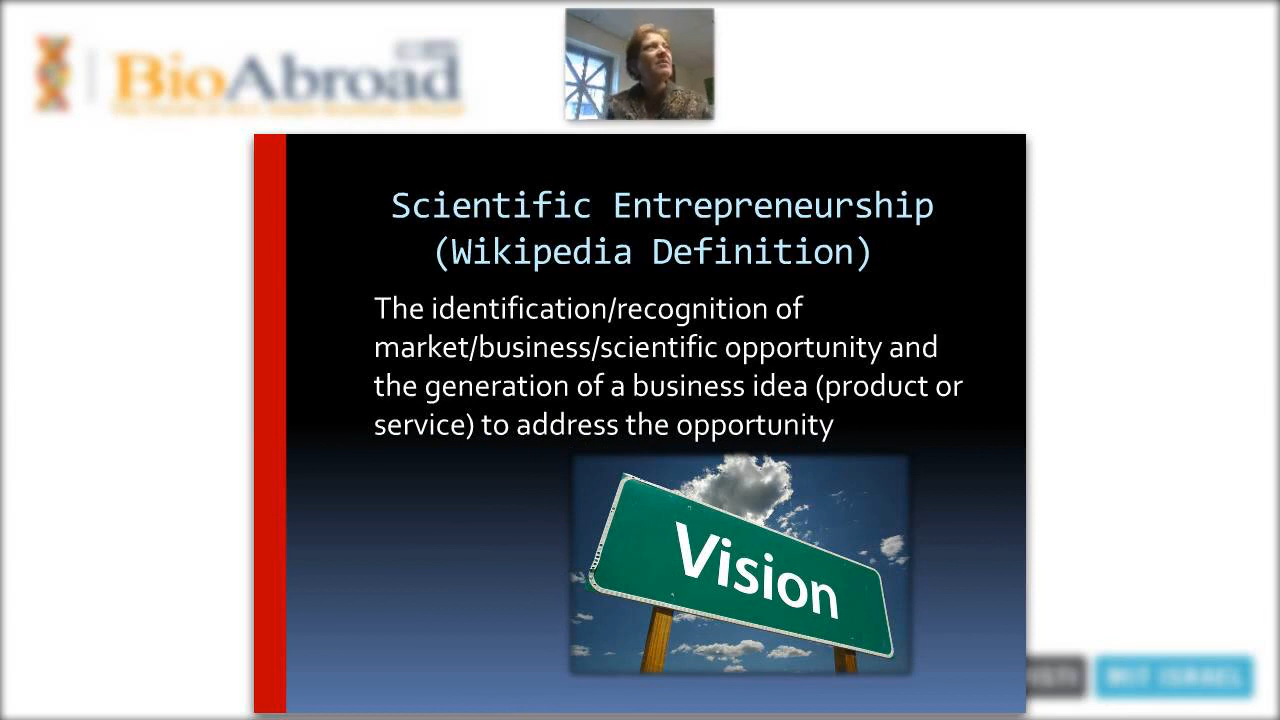 BioAbroad
Scientific Entrepreneurship
(Wikipedia Definition)
The identification/recognition of
market/business/scientific opportunity and
the generation of a business idea (product or
service) to address the opportunity
Vision